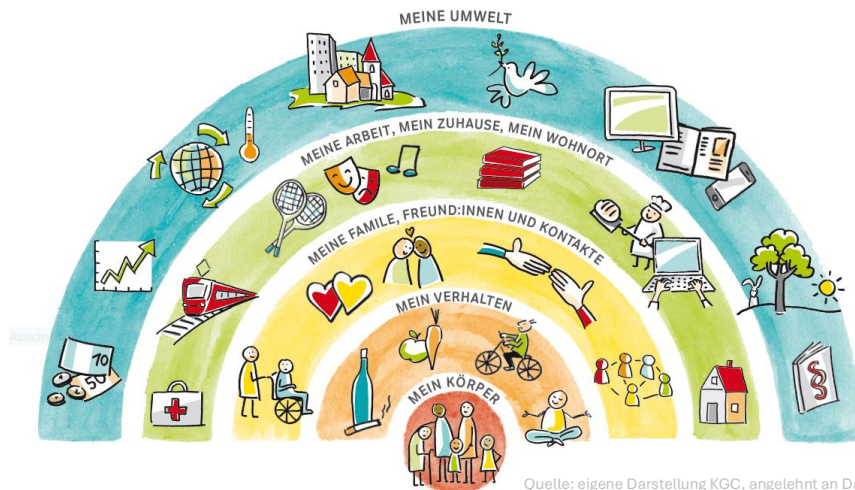 MEINE UMWELT
MEINE ARBEIT, MEIN ZUHAUSE, MEIN WOHNORT
MEINE FAMILE, FREUND:INNEN UND KONTAKTE
MEIN VERHALTEN
MEIN KÖRPER
10
50
§
Quelle: eigene Darstellung KGC, angelehnt an Da